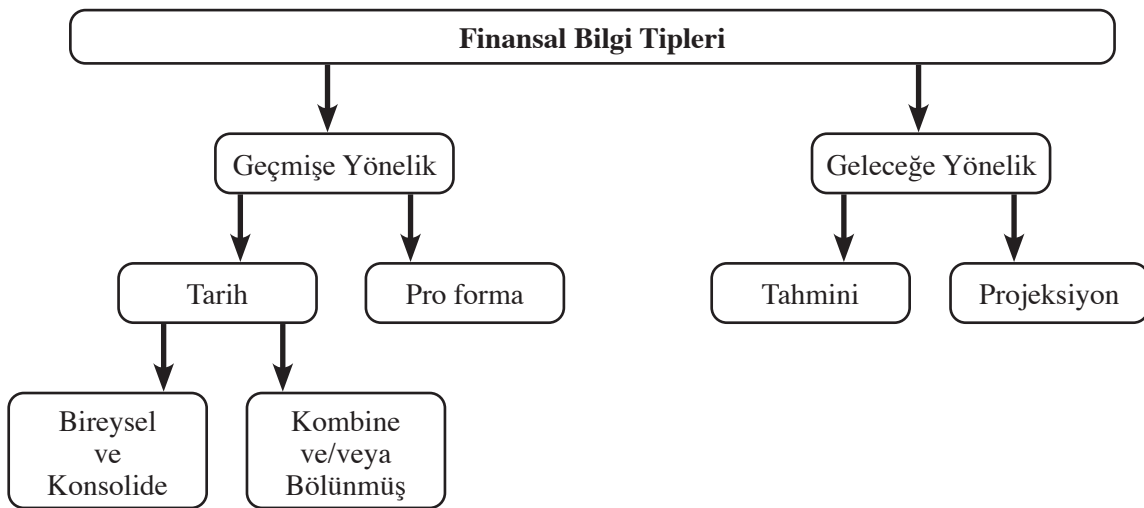 Finansal Bilgi Tipleri
Geçmişe Yönelik
Geleceğe Yönelik
Tarih
Pro forma
Tahmini
Projeksiyon
Bireysel
ve
Konsolide
Kombine
ve/veya
Bölünmüş